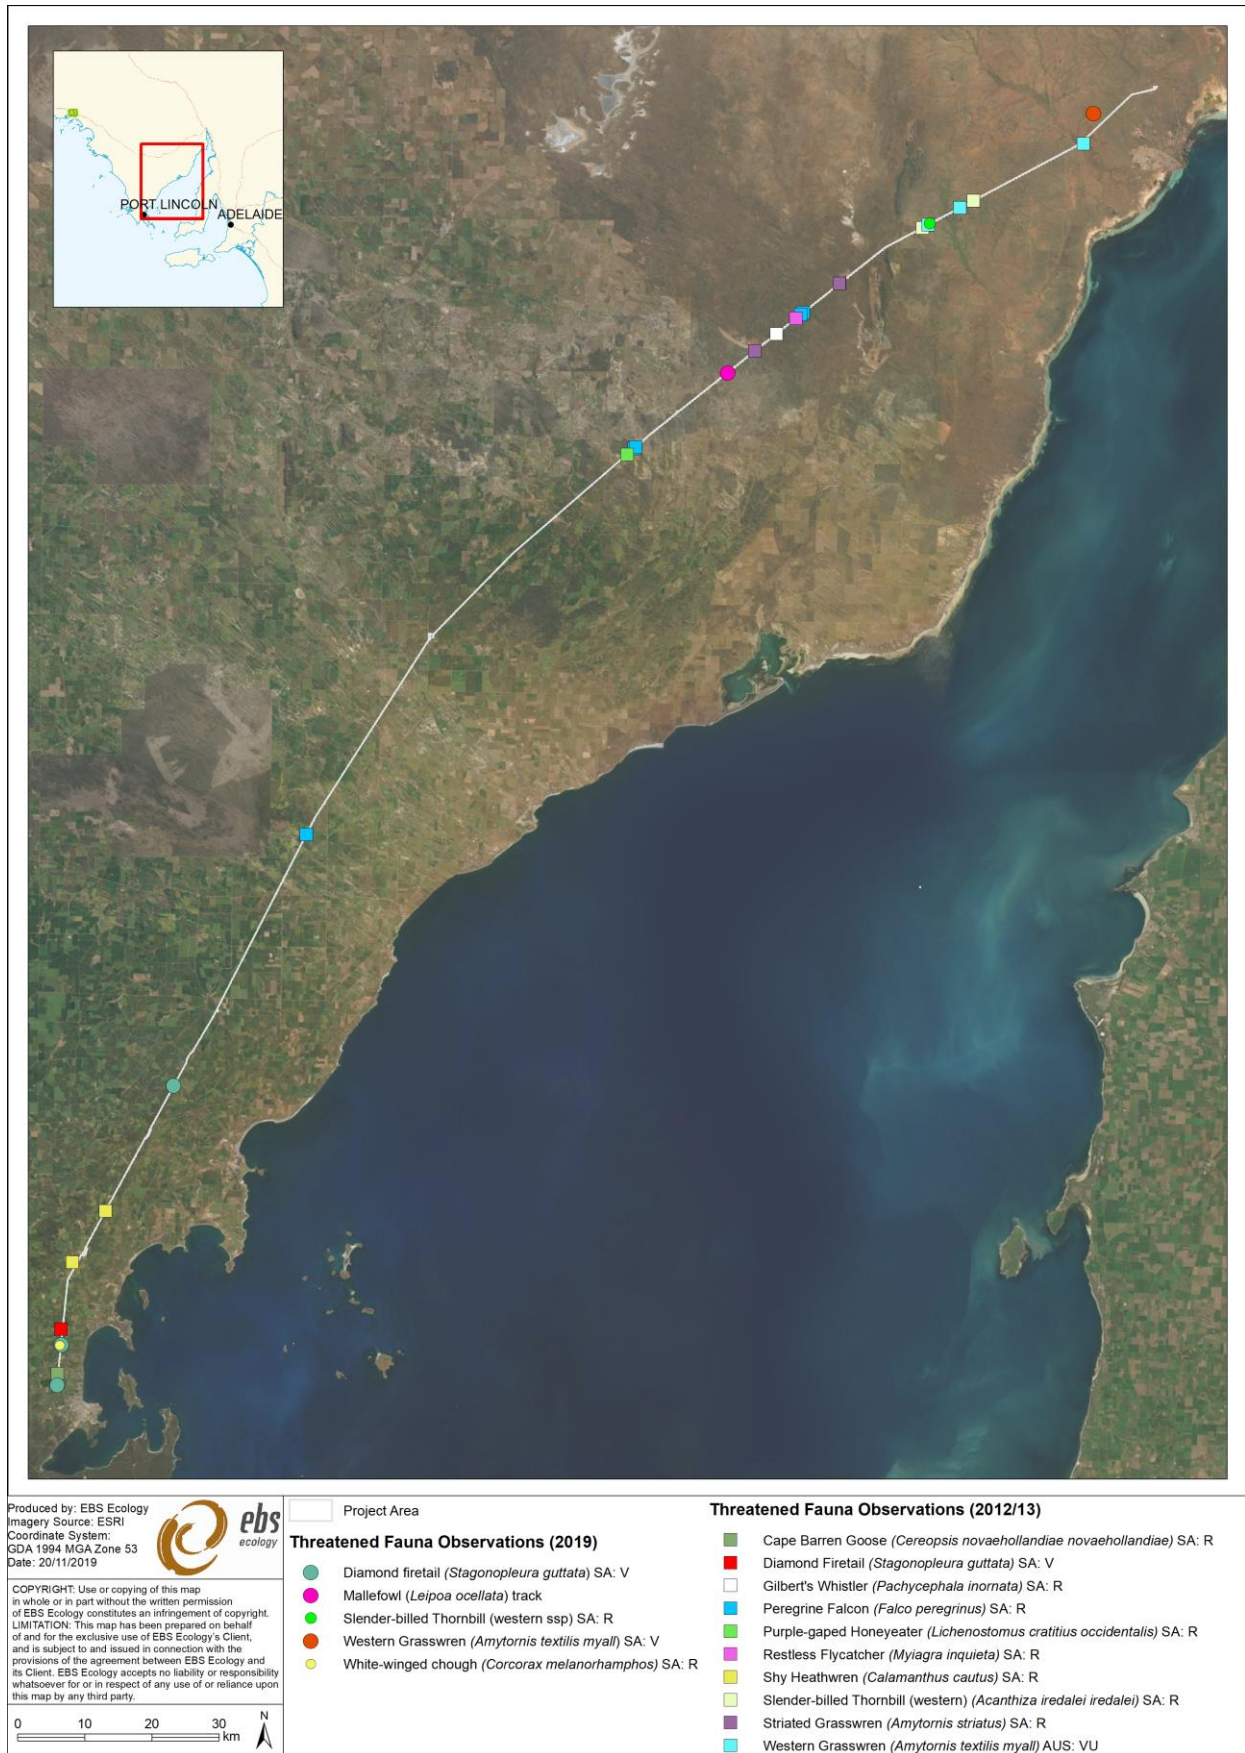 A1
PORT LINCOLN
ADELAIDE
Produced by: EBS Ecology
Imagery Source: ESRI
Coordinate System:
GDA 1994 MGA Zone 53
Date: 20/11/2019
ebs
ecology
COPYRIGHT: Use or copying of this map
in whole or in part without the written permission
of EBS Ecology constitutes an infringement of copyright.
LIMITATION: This map has been prepared on behalf
of and for the exclusive use of EBS Ecology's Client,
and is subject to and issued in connection with the
provisions of the agreement between EBS Ecology and
its Client. EBS Ecology accepts no liability or responsibility
whatsoever for or in respect of any use of or reliance upon
this map by any third party.
0 10 20 30
km
N
Project Area
Threatened Fauna Observations (2019)
Diamond firetail (Stagonopleura guttata) SA: V
Mallefowl (Leipoa ocellata) track
Slender-billed Thornbill (western ssp) SA: R
Western Grasswren (Amytornis textilis myall) SA: V
White-winged chough (Corcorax melanorhamphos) SA: R
Threatened Fauna Observations (2012/13)
Cape Barren Goose (Cereopsis novaehollandiae novaehollandiae) SA: R
Diamond Firetail (Stagonopleura guttata) SA: V
Gilbert's Whistler (Pachycephala inornata) SA: R
Peregrine Falcon (Falco peregrinus) SA: R
Purple-gaped Honeyeater (Lichenostomus cratitius occidentalis) SA: R
Restless Flycatcher (Myiagra inquieta) SA: R
Shy Heathwren (Calamanthus cautus) SA: R
Slender-billed Thornbill (western) (Acanthiza iredalei iredalei) SA: R
Striated Grasswren (Amytornis striatus) SA: R
Western Grasswren (Amytornis textilis myall) AUS: VU